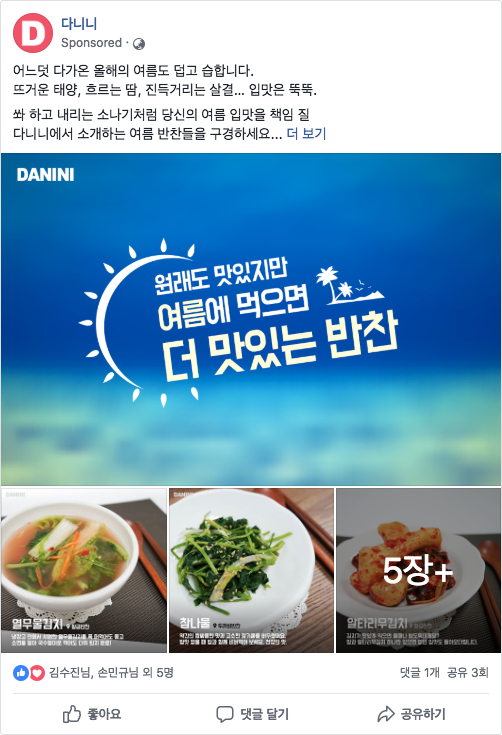 다니니
Sponsored ·
어느덧 다가온 올해의 여름도 덥고 습합니다.
뜨거운 태양, 흐르는 땀, 진득거리는 살결... 입맛은 뚝뚝.
쏴 하고 내리는 소나기처럼 당신의 여름 입맛을 책임 질
다니니에서 소개하는 여름 반찬들을 구경하세요... 더 보기
DANINI
원래도 맛있지만
여름에 먹으면
더 맛있는 반찬
DANINI
열무물김치
DANINI
참나물
알타리무김치
5장+
김수진님, 손민규님 외 5명
댓글 1개 공유 3회
좋아요
댓글 달기
공유하기